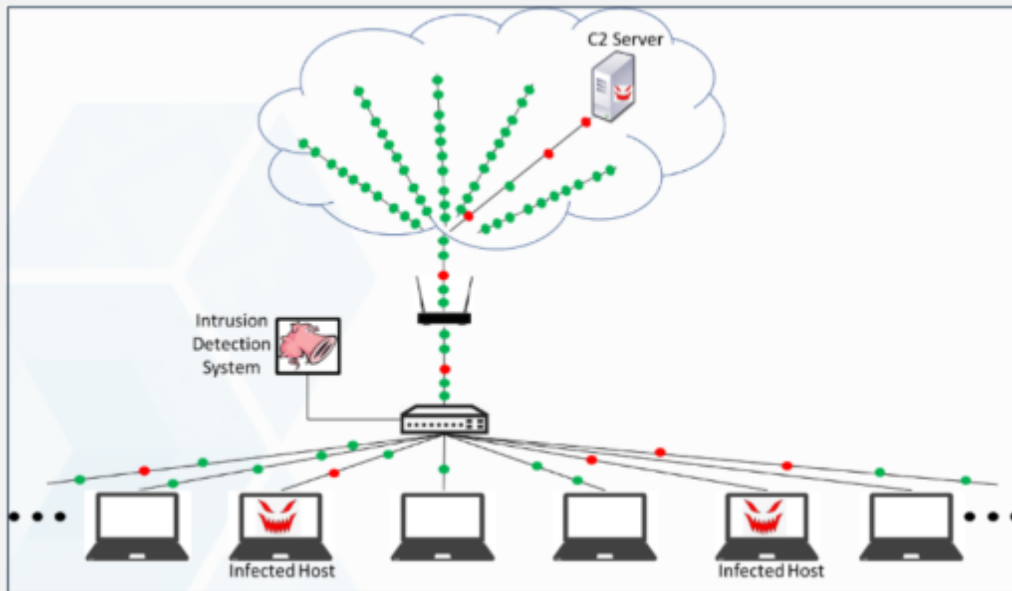 C2 Server
Intrusion
Detection
System
Infected Host
Infected Host